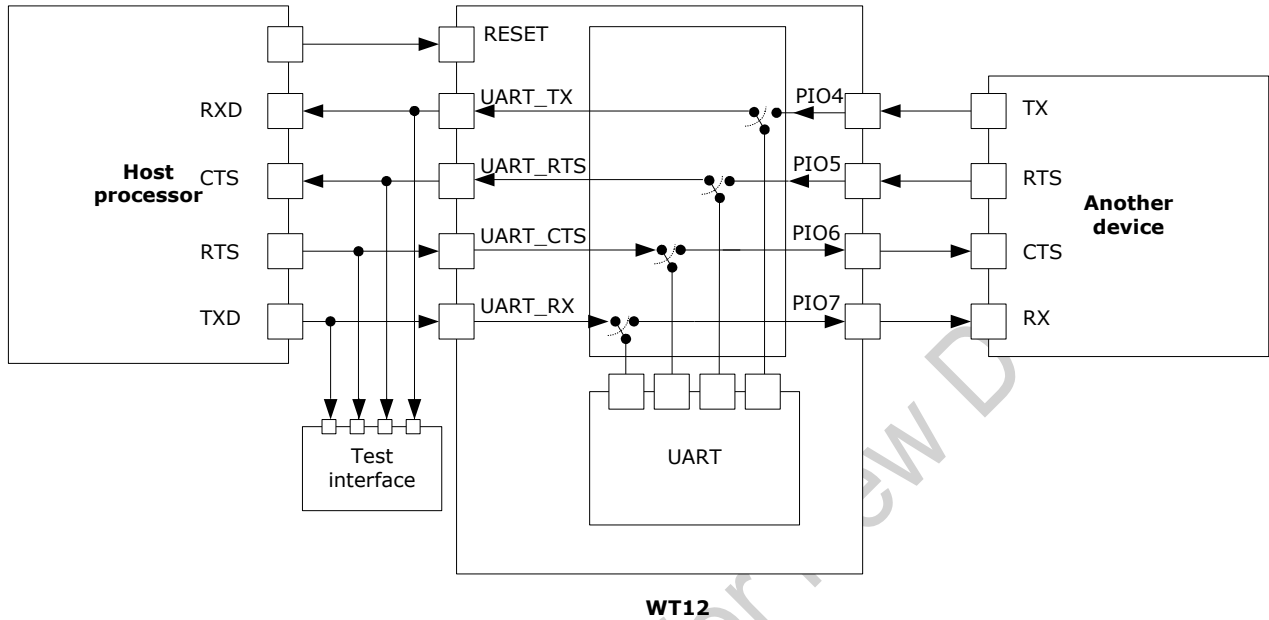 RESET
RXD
UART_TX
PIO4
TX
Host
processor
CTS
UART_RTS
PIO5
RTS
Another
device
RTS
UART_CTS
PIO6
CTS
TXD
UART_RX
PIO7
RX
Test
interface
UART
WT12